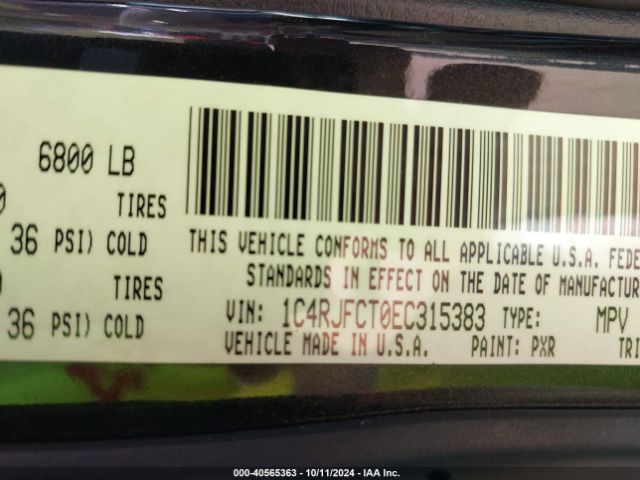 6800 LB
0 TIRES
36 PSI) COLD
THIS VEHICLE CONFORMS TO ALL APPLICABLE U.S.A. FEDE
0 TIRES
STANDARDS IN EFFECT ON THE DATE OF MANUFACTUR
36 PSI) COLD
VIN: 1C4RJFCT0EC315383 TYPE: MPV
VEHICLE MADE IN U.S.A. PAINT: PXR TRI
000-40565363 - 10/11/2024 - IAA Inc.